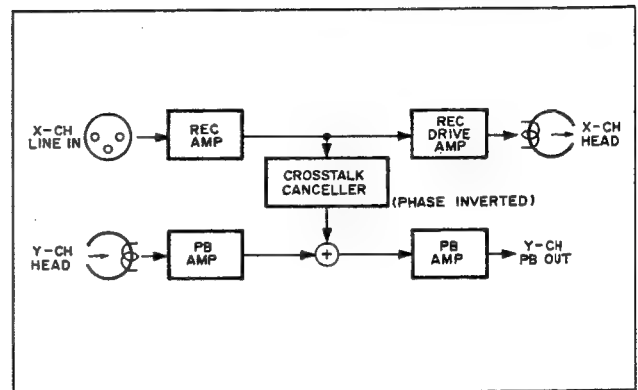 X-CH
LINE IN
REC
AMP
REC
DRIVE
AMP
X-CH
HEAD
CROSSTALK
CANCELLER
(PHASE INVERTED)
Y-CH
HEAD
PB
AMP
+
PB
AMP
Y-CH
PB OUT